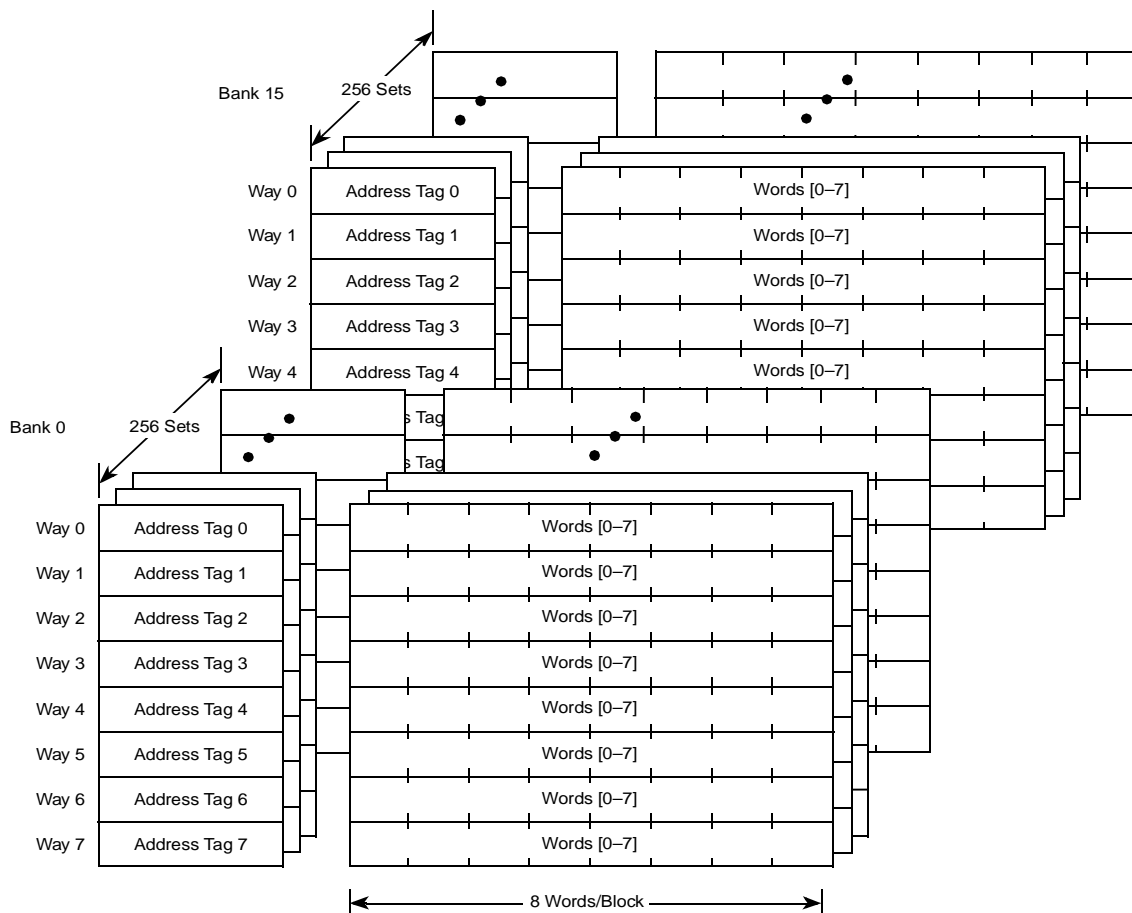 256 Sets
Bank 15
Way 0 Address Tag 0 Words [0–7]
Way 1 Address Tag 1 Words [0–7]
Way 2 Address Tag 2 Words [0–7]
Way 3 Address Tag 3 Words [0–7]
Way 4 Address Tag 4 Words [0–7]
256 Sets
Bank 0
s Tag
s Tag
Way 0 Address Tag 0 Words [0–7]
Way 1 Address Tag 1 Words [0–7]
Way 2 Address Tag 2 Words [0–7]
Way 3 Address Tag 3 Words [0–7]
Way 4 Address Tag 4 Words [0–7]
Way 5 Address Tag 5 Words [0–7]
Way 6 Address Tag 6 Words [0–7]
Way 7 Address Tag 7 Words [0–7]
8 Words/Block